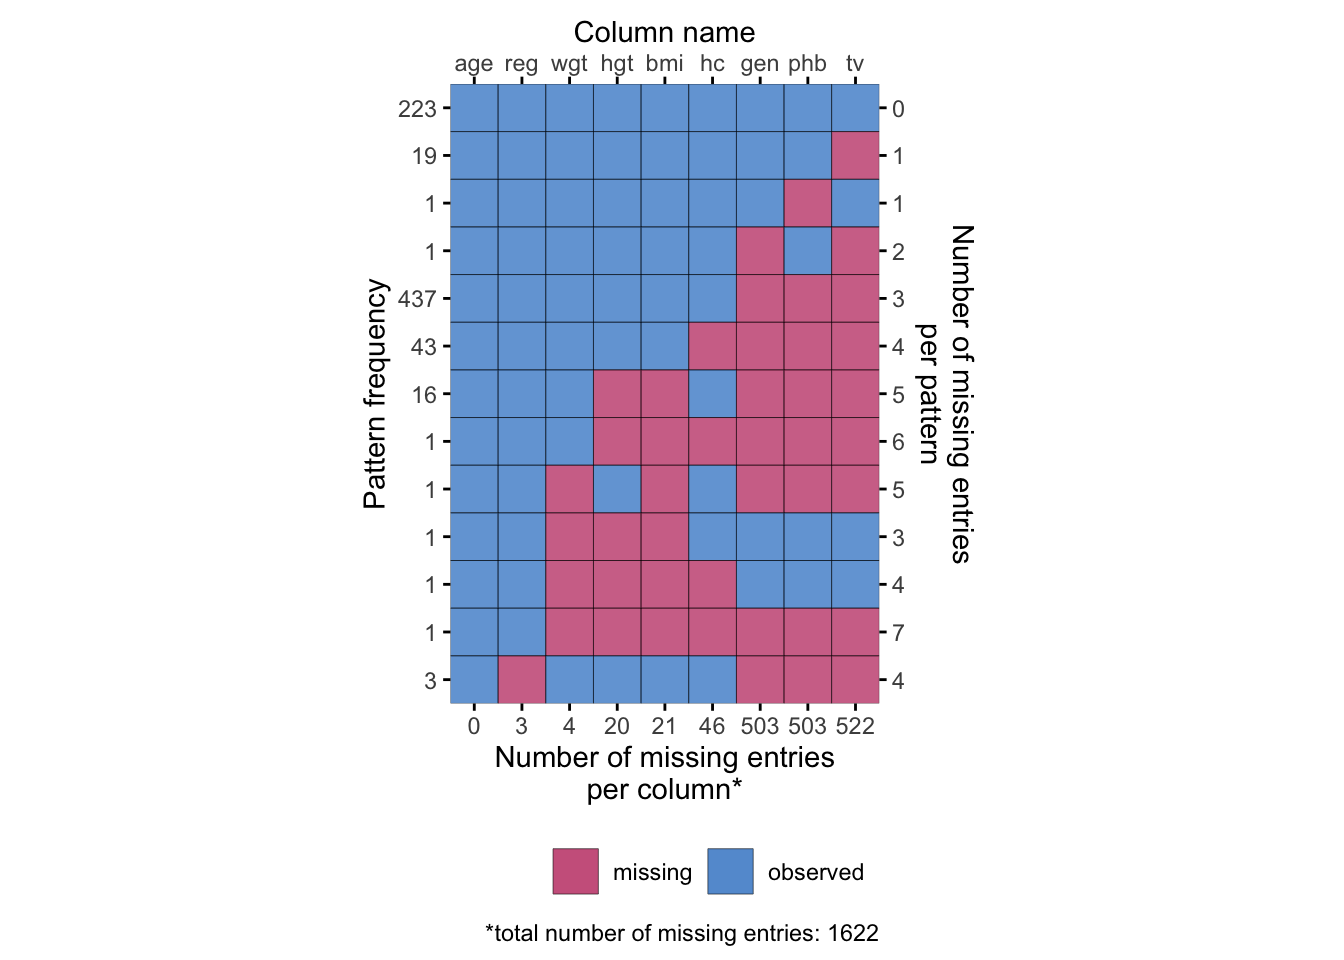 Column name
age reg wgt hgt bmi hc gen phb tv
223 0
19 1
1 1
1 2
437 3
43 4
16 5
1 6
1 5
1 3
1 4
1 7
3 4
Pattern frequency
Number of missing entries
per pattern
0 3 4 20 21 46 503 503 522
Number of missing entries
per column*
missing observed
*total number of missing entries: 1622